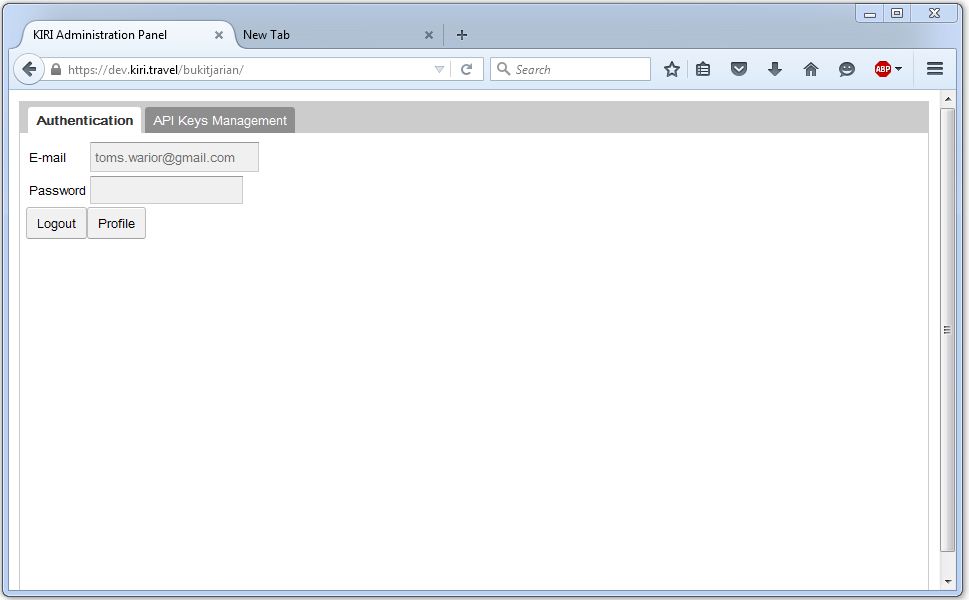 KIRI Administration Panel
New Tab
https://dev.kiri.travel/bukitjarian/
Search
ABP
Authentication
API Keys Management
E-mail
toms.warior@gmail.com
Password
Logout
Profile